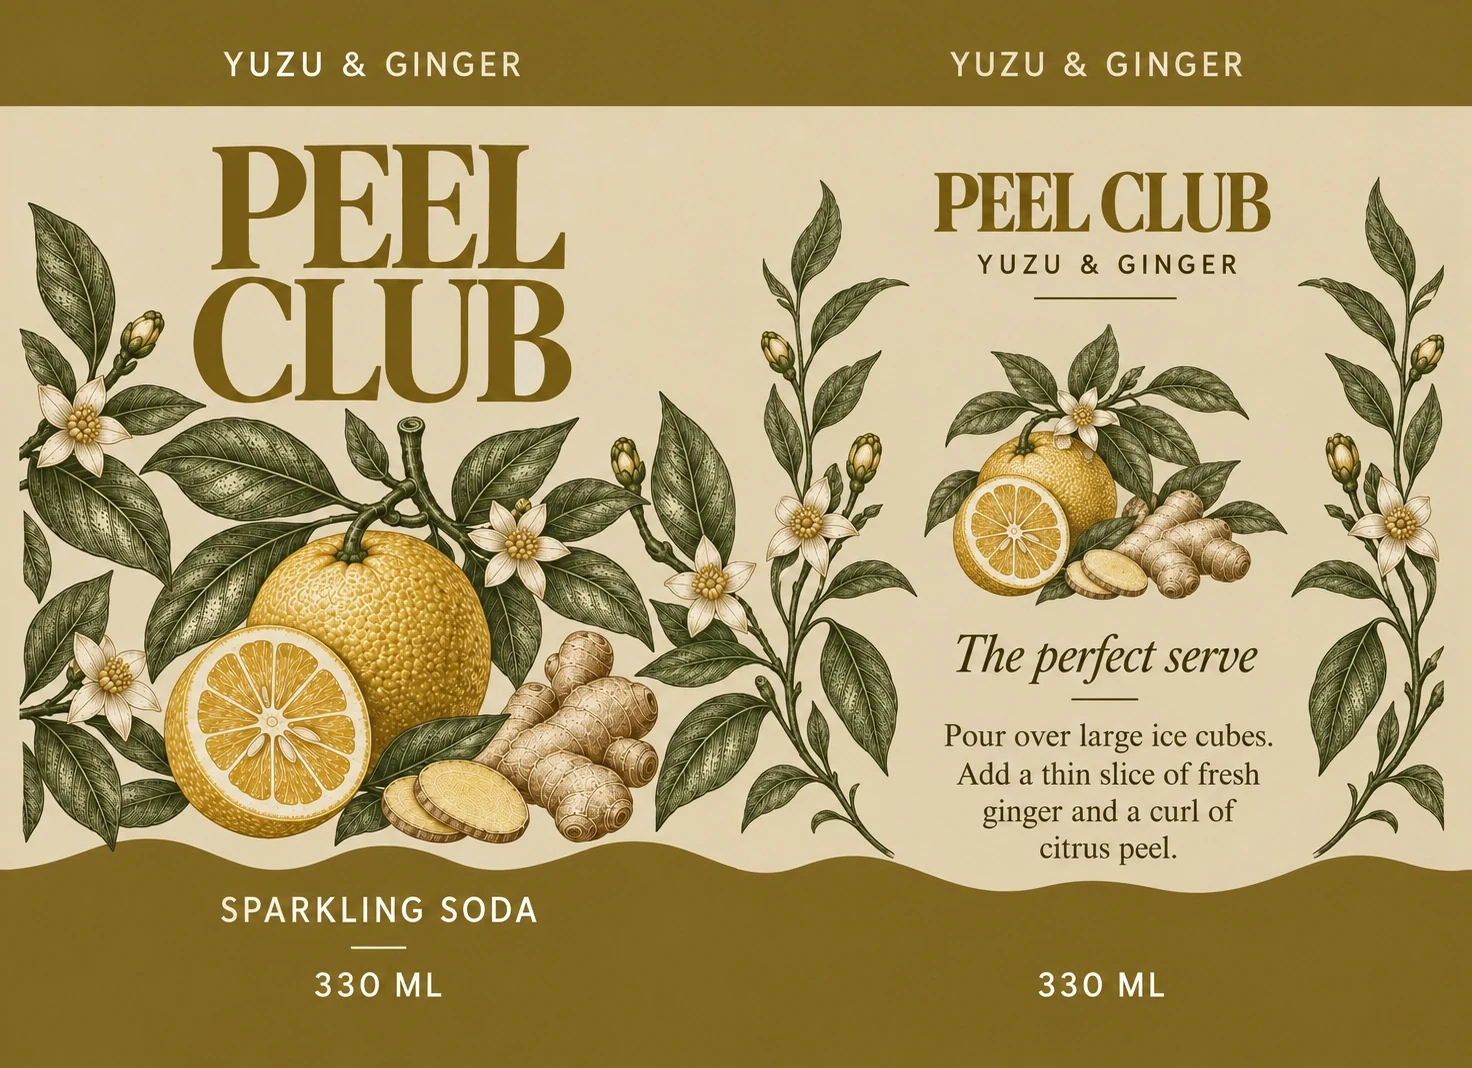 YUZU & GINGER
PEEL
CLUB
SPARKLING SODA
330 ML
YUZU & GINGER
PEEL CLUB
YUZU & GINGER
The perfect serve
Pour over large ice cubes.
Add a thin slice of fresh
ginger and a curl of
citrus peel.
330 ML